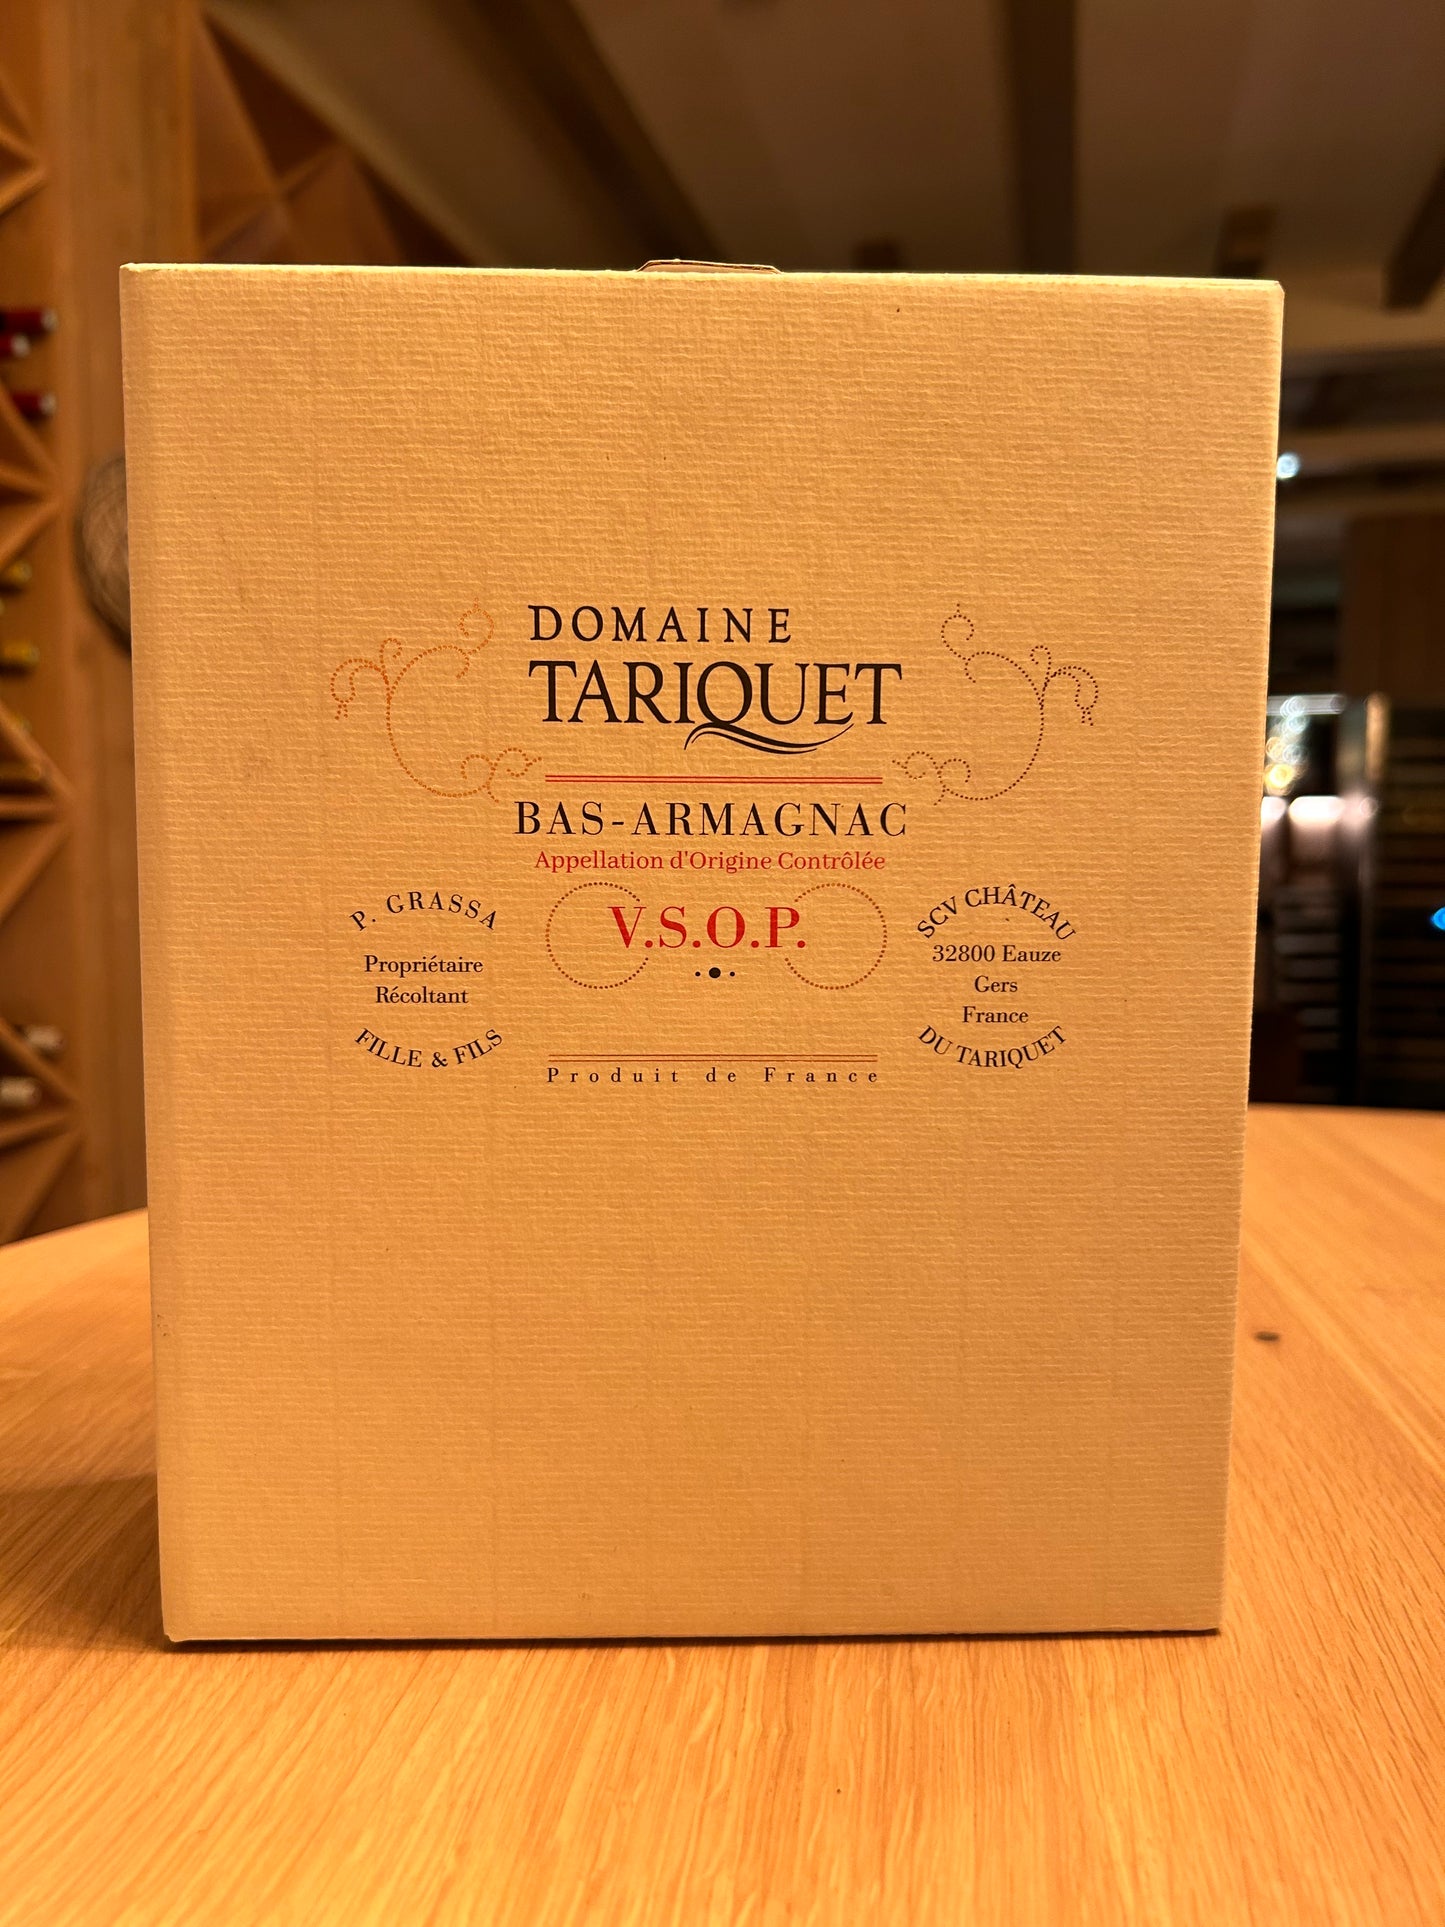 DOMAINE
TARIQUET
BAS-ARMAGNAC
Appellation d'Origine Contrôlée
V.S.O.P.
P. GRASSA
Propriétaire
Récoltant
FILLE & FILS
SCV CHÂTEAU
32800 Eauze
Gers
France
DU TARIQUET
Produit de France